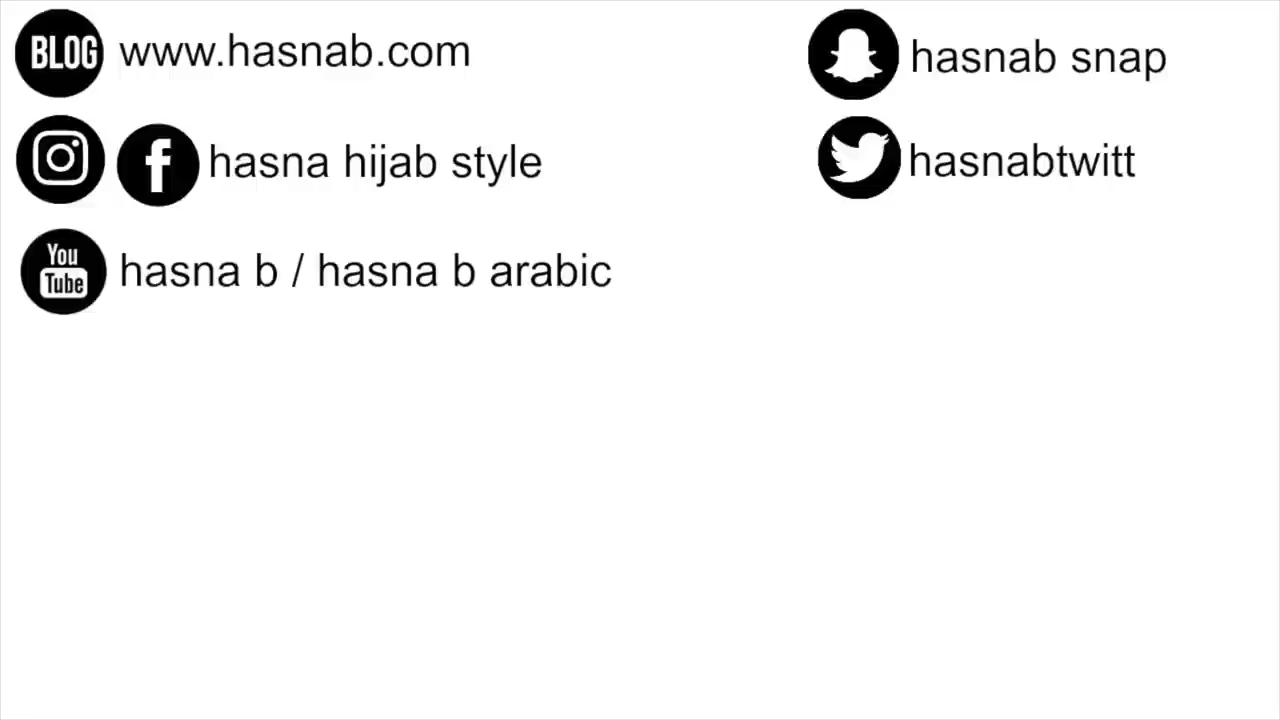 BLOG www.hasnab.com
hasnab snap
hasna hijab style
hasnabtwitt
You
Tube
hasna b / hasna b arabic